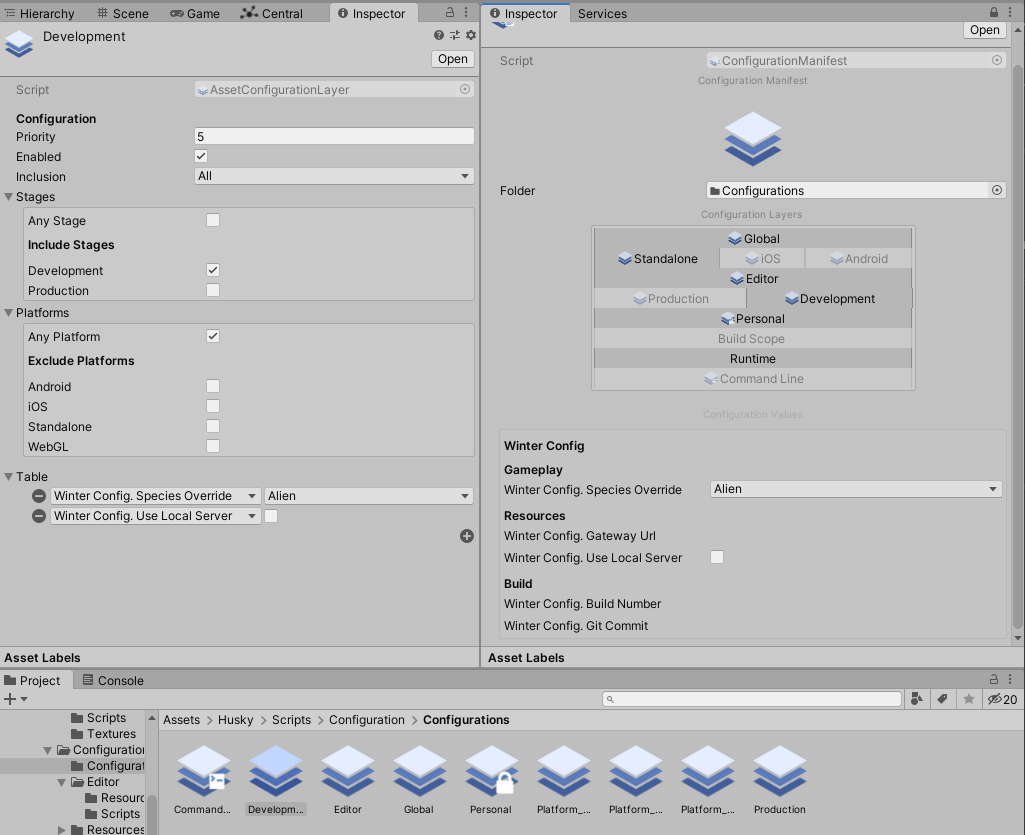 Hierarchy
Scene
Game
Central
Inspector
Development
Open
Script
AssetConfigurationLayer
Configuration
Priority
5
Enabled
Inclusion
All
Stages
Any Stage
Include Stages
Development
Production
Platforms
Any Platform
Exclude Platforms
Android
iOS
Standalone
WebGL
Table
Winter Config. Species Override
Alien
Winter Config. Use Local Server
Asset Labels
Inspector
Services
Open
Script
ConfigurationManifest
Configuration Manifest
Folder
Configurations
Configuration Layers
Global
Standalone
iOS
Android
Editor
Production
Development
Personal
Build Scope
Runtime
Command Line
Configuration Values
Winter Config
Gameplay
Winter Config. Species Override
Alien
Resources
Winter Config. Gateway Url
Winter Config. Use Local Server
Build
Winter Config. Build Number
Winter Config. Git Commit
Asset Labels
Project
Console
20
Scripts
Textures
Configuration
Configurat
Editor
Resourc
Scripts
Resources
Assets > Husky > Scripts > Configuration > Configurations
Command...
Developm...
Editor
Global
Personal
Platform_...
Platform_...
Platform_...
Production